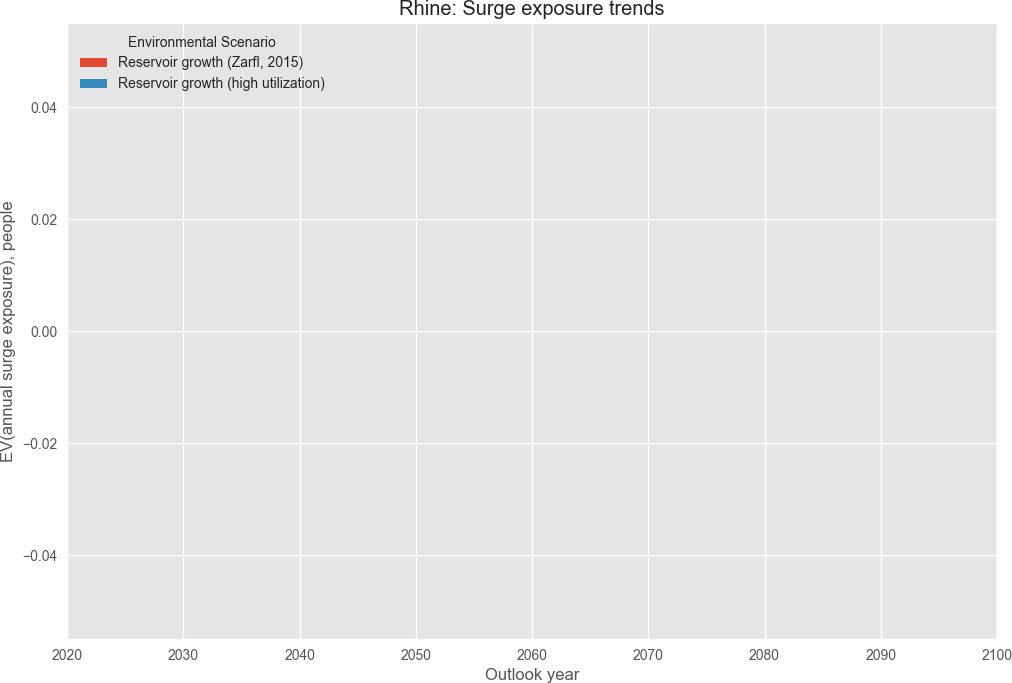 Rhine: Surge exposure trends
Environmental Scenario
Reservoir growth (Zarfl, 2015)
Reservoir growth (high utilization)
EV(annual surge exposure), people
0.04
0.02
0.00
−0.02
−0.04
2020 2030 2040 2050 2060 2070 2080 2090 2100
Outlook year